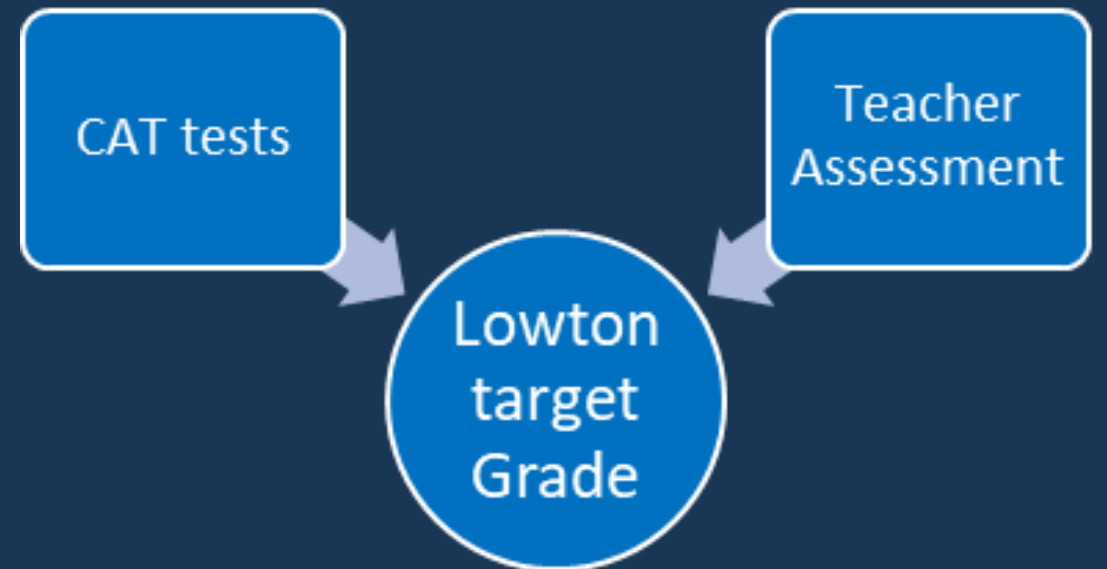 CAT tests
Teacher
Assessment
Lowton
target
Grade